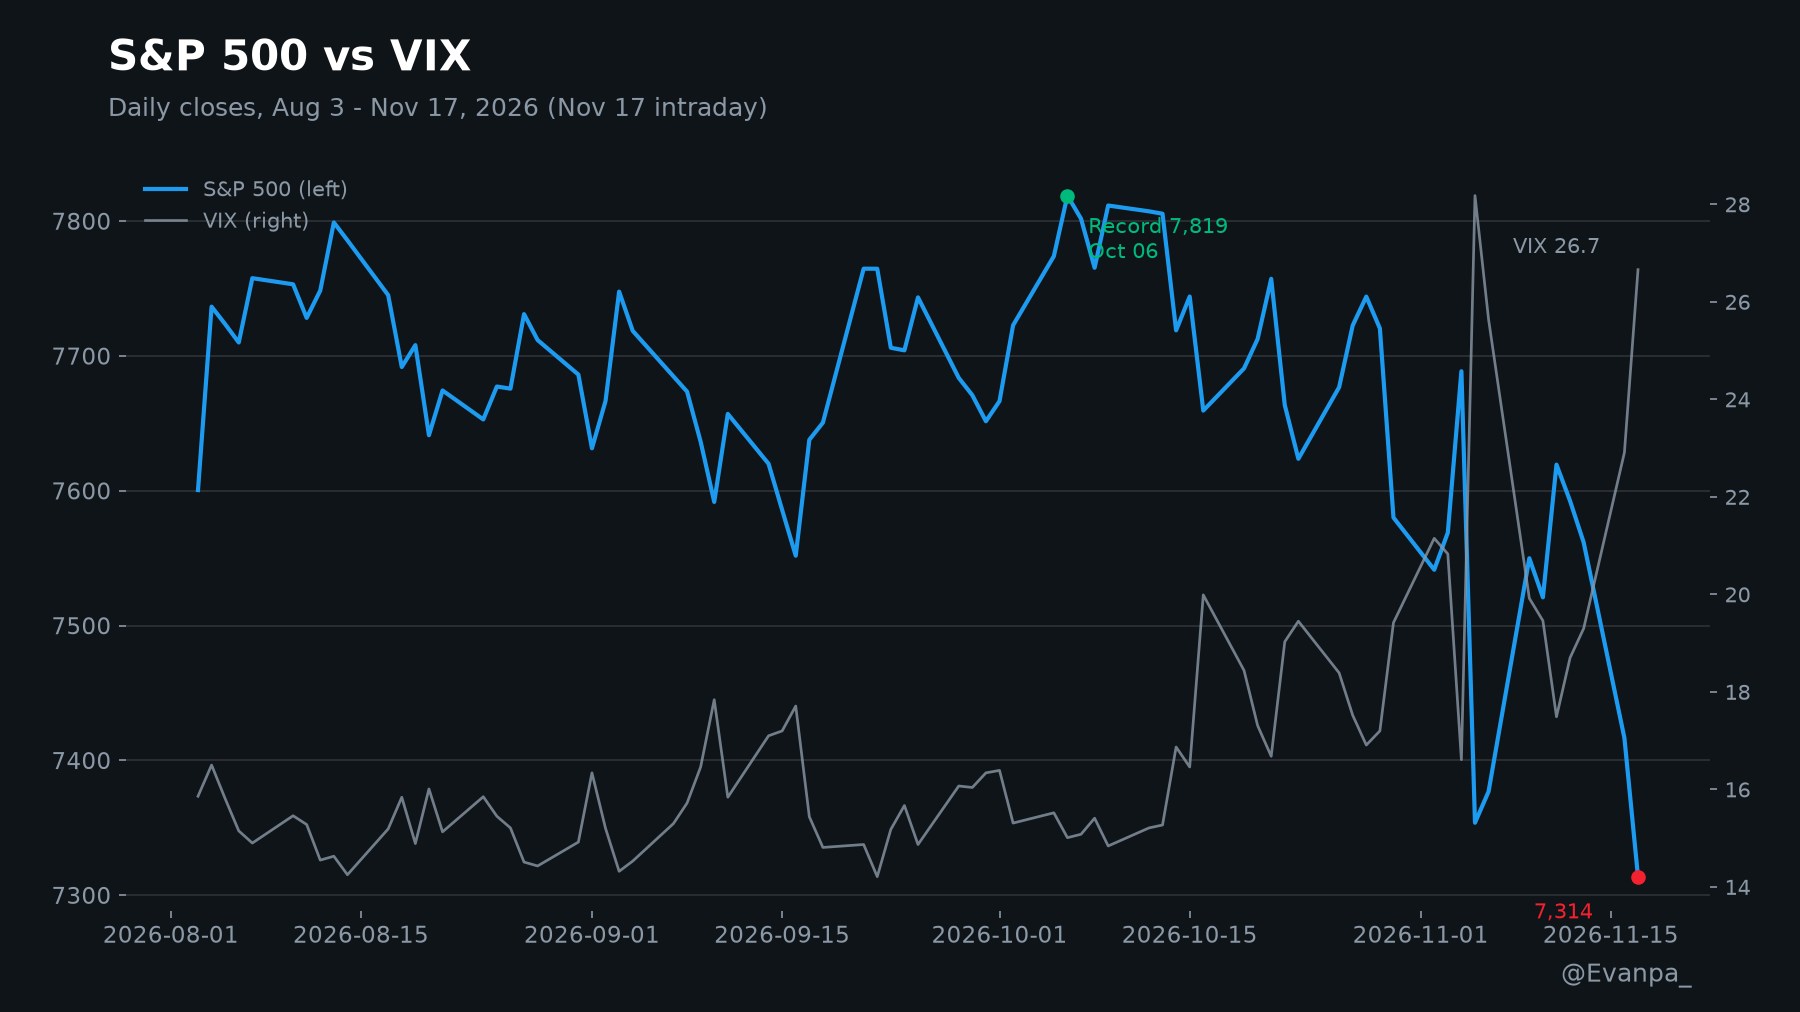 S&P 500 vs VIX
Daily closes, Aug 3 - Nov 17, 2026 (Nov 17 intraday)
S&P 500 (left)
VIX (right)
7800
7700
7600
7500
7400
7300
Record 7,819
Oct 06
VIX 26.7
28
26
24
22
20
18
16
14
7,314
2026-08-01
2026-08-15
2026-09-01
2026-09-15
2026-10-01
2026-10-15
2026-11-01
2026-11-15
@Evanpa_